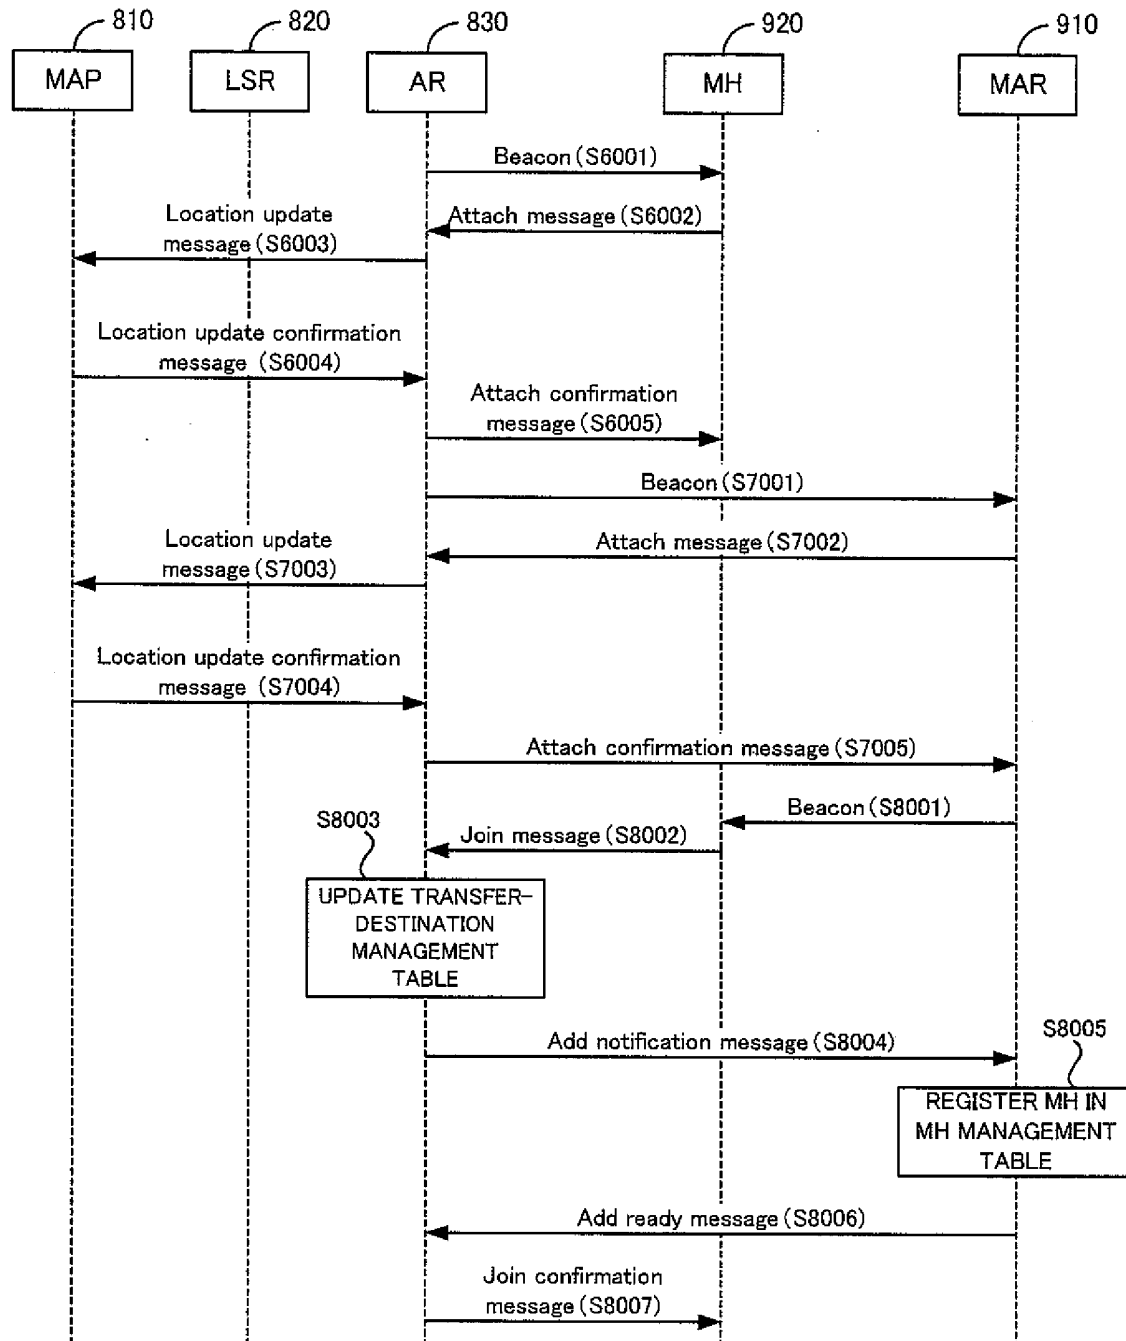 810
820
830
920
910
MAP
LSR
AR
MH
MAR
Beacon(S6001)
Attach message(S6002)
Location update
message(S6003)
Location update confirmation
message (S6004)
Attach confirmation
message(S6005)
Beacon(S7001)
Attach message(S7002)
Location update
message(S7003)
Location update confirmation
message (S7004)
Attach confirmation message(S7005)
Beacon(S8001)
Join message(S8002)
S8003
UPDATE TRANSFER-
DESTINATION
MANAGEMENT
TABLE
Add notification message(S8004)
S8005
REGISTER MH IN
MH MANAGEMENT
TABLE
Add ready message(S8006)
Join confirmation
message(S8007)